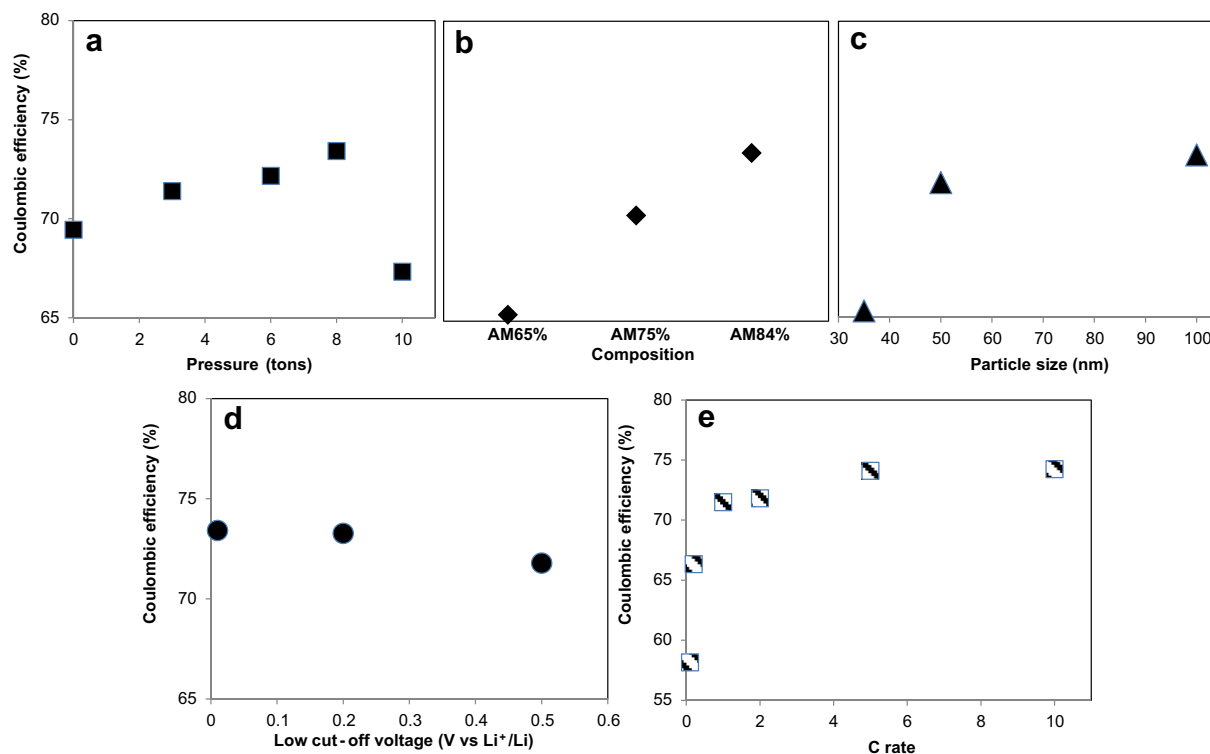 a
Coulombic efficiency (%)
80
75
70
65
0
2
4
6
8
10
Pressure (tons)
b
AM65%
AM75%
AM84%
Composition
c
30
40
50
60
70
80
90
100
Particle size (nm)
d
Coulombic efficiency (%)
80
75
70
65
0
0.1
0.2
0.3
0.4
0.5
0.6
Low cut-off voltage (V vs Li⁺/Li)
e
Coulombic efficiency (%)
80
75
70
65
60
55
0
2
4
6
8
10
C rate